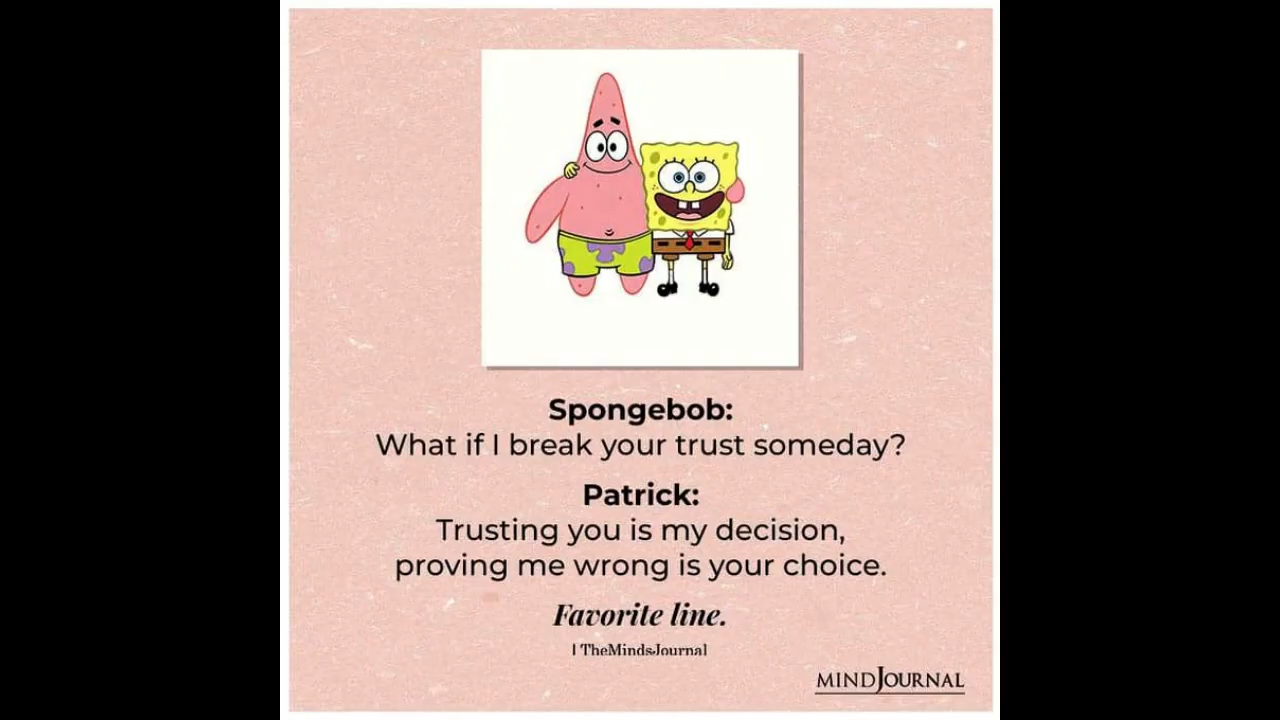 Spongebob:
What if I break your trust someday?
Patrick:
Trusting you is my decision,
proving me wrong is your choice.
Favorite line.
| TheMindsJournal
MINDJOURNAL